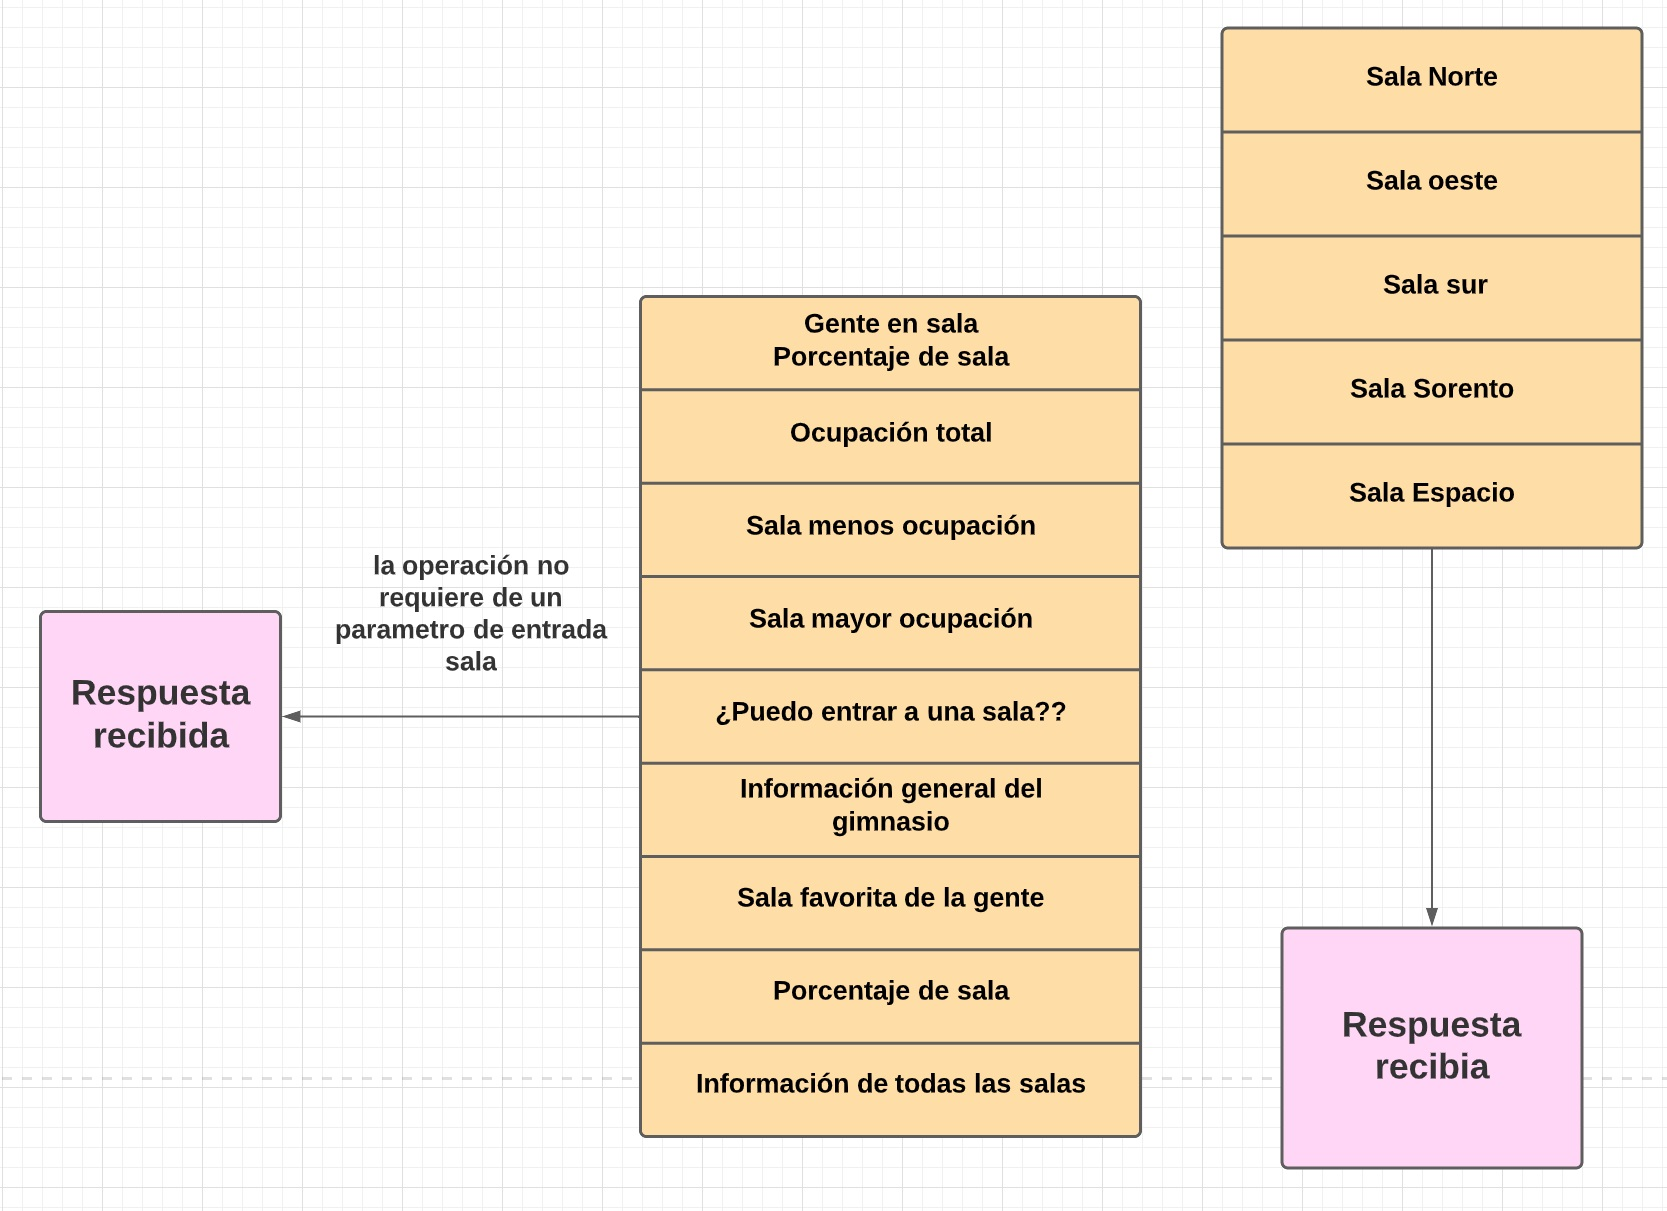 Sala Norte
Sala oeste
Sala sur
Sala Sorento
Sala Espacio
Gente en sala
Porcentaje de sala
Ocupación total
Sala menos ocupación
Sala mayor ocupación
¿Puedo entrar a una sala??
Información general del
gimnasio
Sala favorita de la gente
Porcentaje de sala
Información de todas las salas
la operación no
requiere de un
parametro de entrada
sala
Respuesta
recibida
Respuesta
recibia